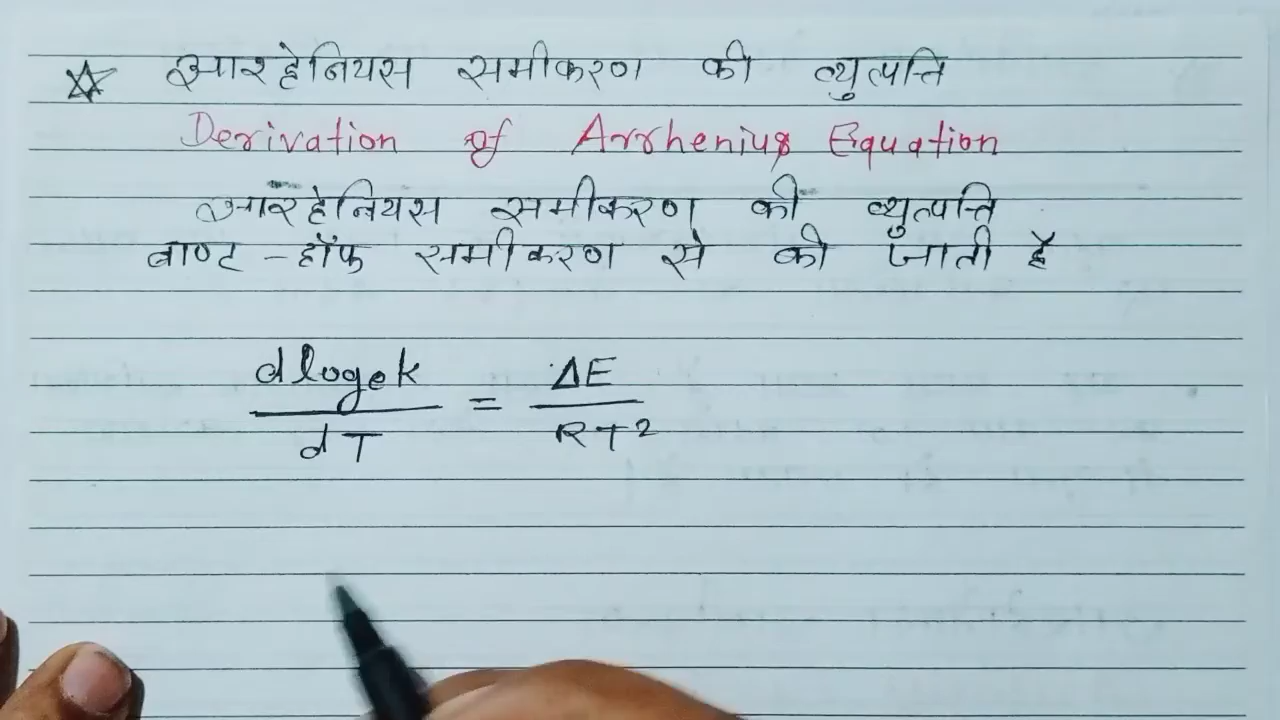 आरहेनियस समीकरण की व्युत्पत्ति
Derivation of Arrhenius Equation
आरहेनियस समीकरण की व्युत्पत्ति
वाण्ट-हॉफ समीकरण से की जाती है
dlogek / dT = ΔE / RT²